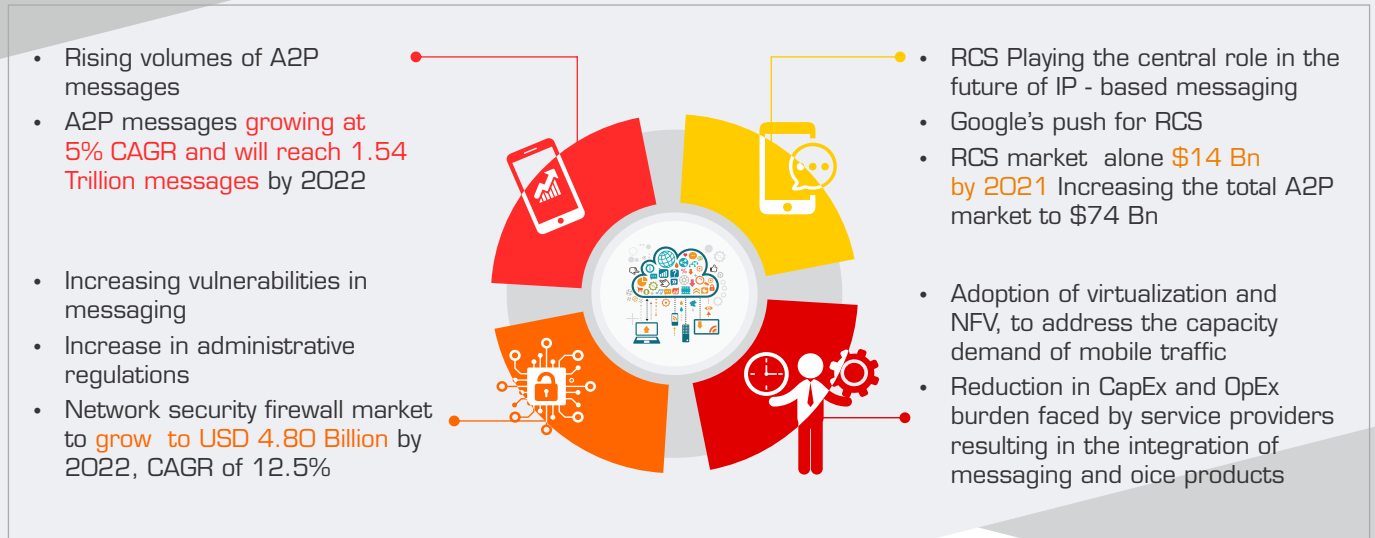 • Rising volumes of A2P
messages
• A2P messages growing at
5% CAGR and will reach 1.54
Trillion messages by 2022
• Increasing vulnerabilities in
messaging
• Increase in administrative
regulations
• Network security firewall market
to grow  to USD 4.80 Billion by
2022, CAGR of 12.5%
• RCS Playing the central role in the
future of IP - based messaging
• Google's push for RCS
• RCS market  alone $14 Bn
by 2021 Increasing the total A2P
market to $74 Bn
• Adoption of virtualization and
NFV, to address the capacity
demand of mobile traffic
• Reduction in CapEx and OpEx
burden faced by service providers
resulting in the integration of
messaging and oice products